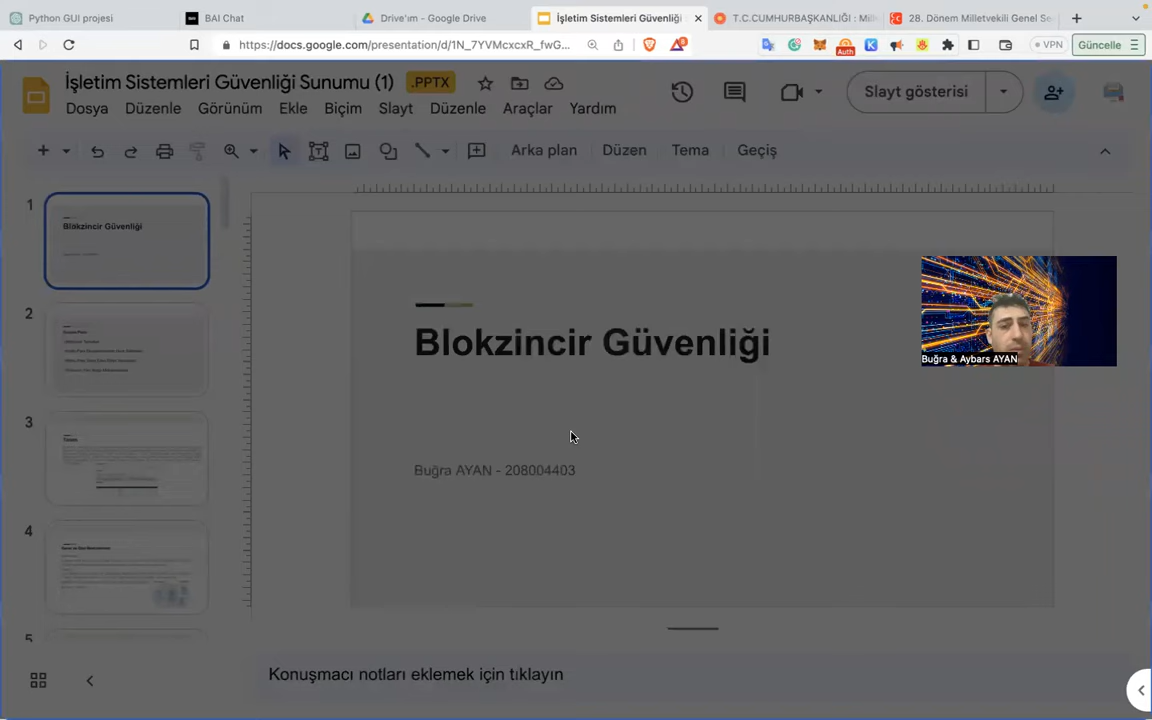 Python GUI projesi
BAI Chat
Drive'ım - Google Drive
İşletim Sistemleri Güvenliği
T.C.CUMHURBAŞKANLIĞI : Mill
28. Dönem Milletvekili Genel Se
https://docs.google.com/presentation/d/1N_7YVMcxcxR_fwG...
Auth
VPN
Güncelle
İşletim Sistemleri Güvenliği Sunumu (1)
.PPTX
Dosya Düzenle Görünüm Ekle Biçim Slayt Düzenle Araçlar Yardım
Slayt gösterisi
Arka plan Düzen Tema Geçiş
1
Blokzincir Güvenliği
2
3
4
5
Blokzincir Güvenliği
Buğra AYAN - 208004403
Buğra & Aybars AYAN
Konuşmacı notları eklemek için tıklayın